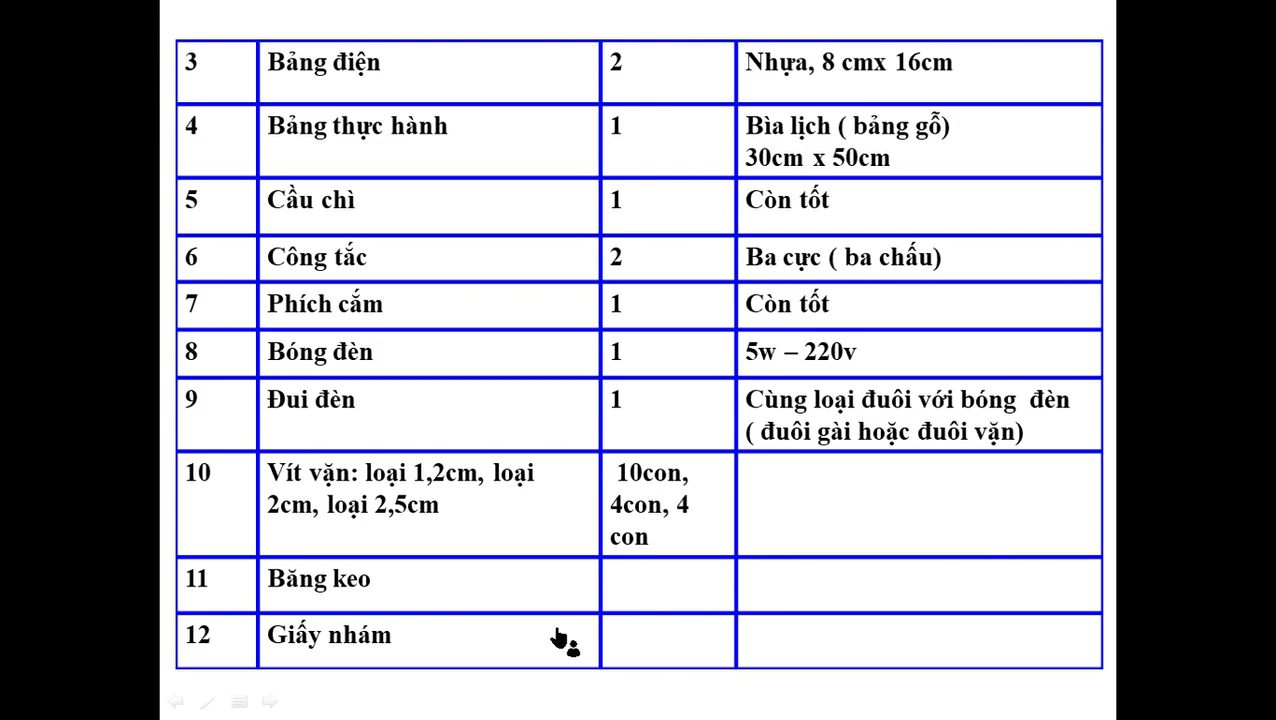 3 Bảng điện 2 Nhựa, 8 cmx 16cm
4 Bảng thực hành 1 Bìa lịch ( bảng gỗ)
30cm x 50cm
5 Cầu chì 1 Còn tốt
6 Công tắc 2 Ba cực ( ba chấu)
7 Phích cắm 1 Còn tốt
8 Bóng đèn 1 5w – 220v
9 Đui đèn 1 Cùng loại đuôi với bóng đèn
( đuôi gài hoặc đuôi vặn)
10 Vít vặn: loại 1,2cm, loại 10con,
2cm, loại 2,5cm 4con, 4
con
11 Băng keo
12 Giấy nhám